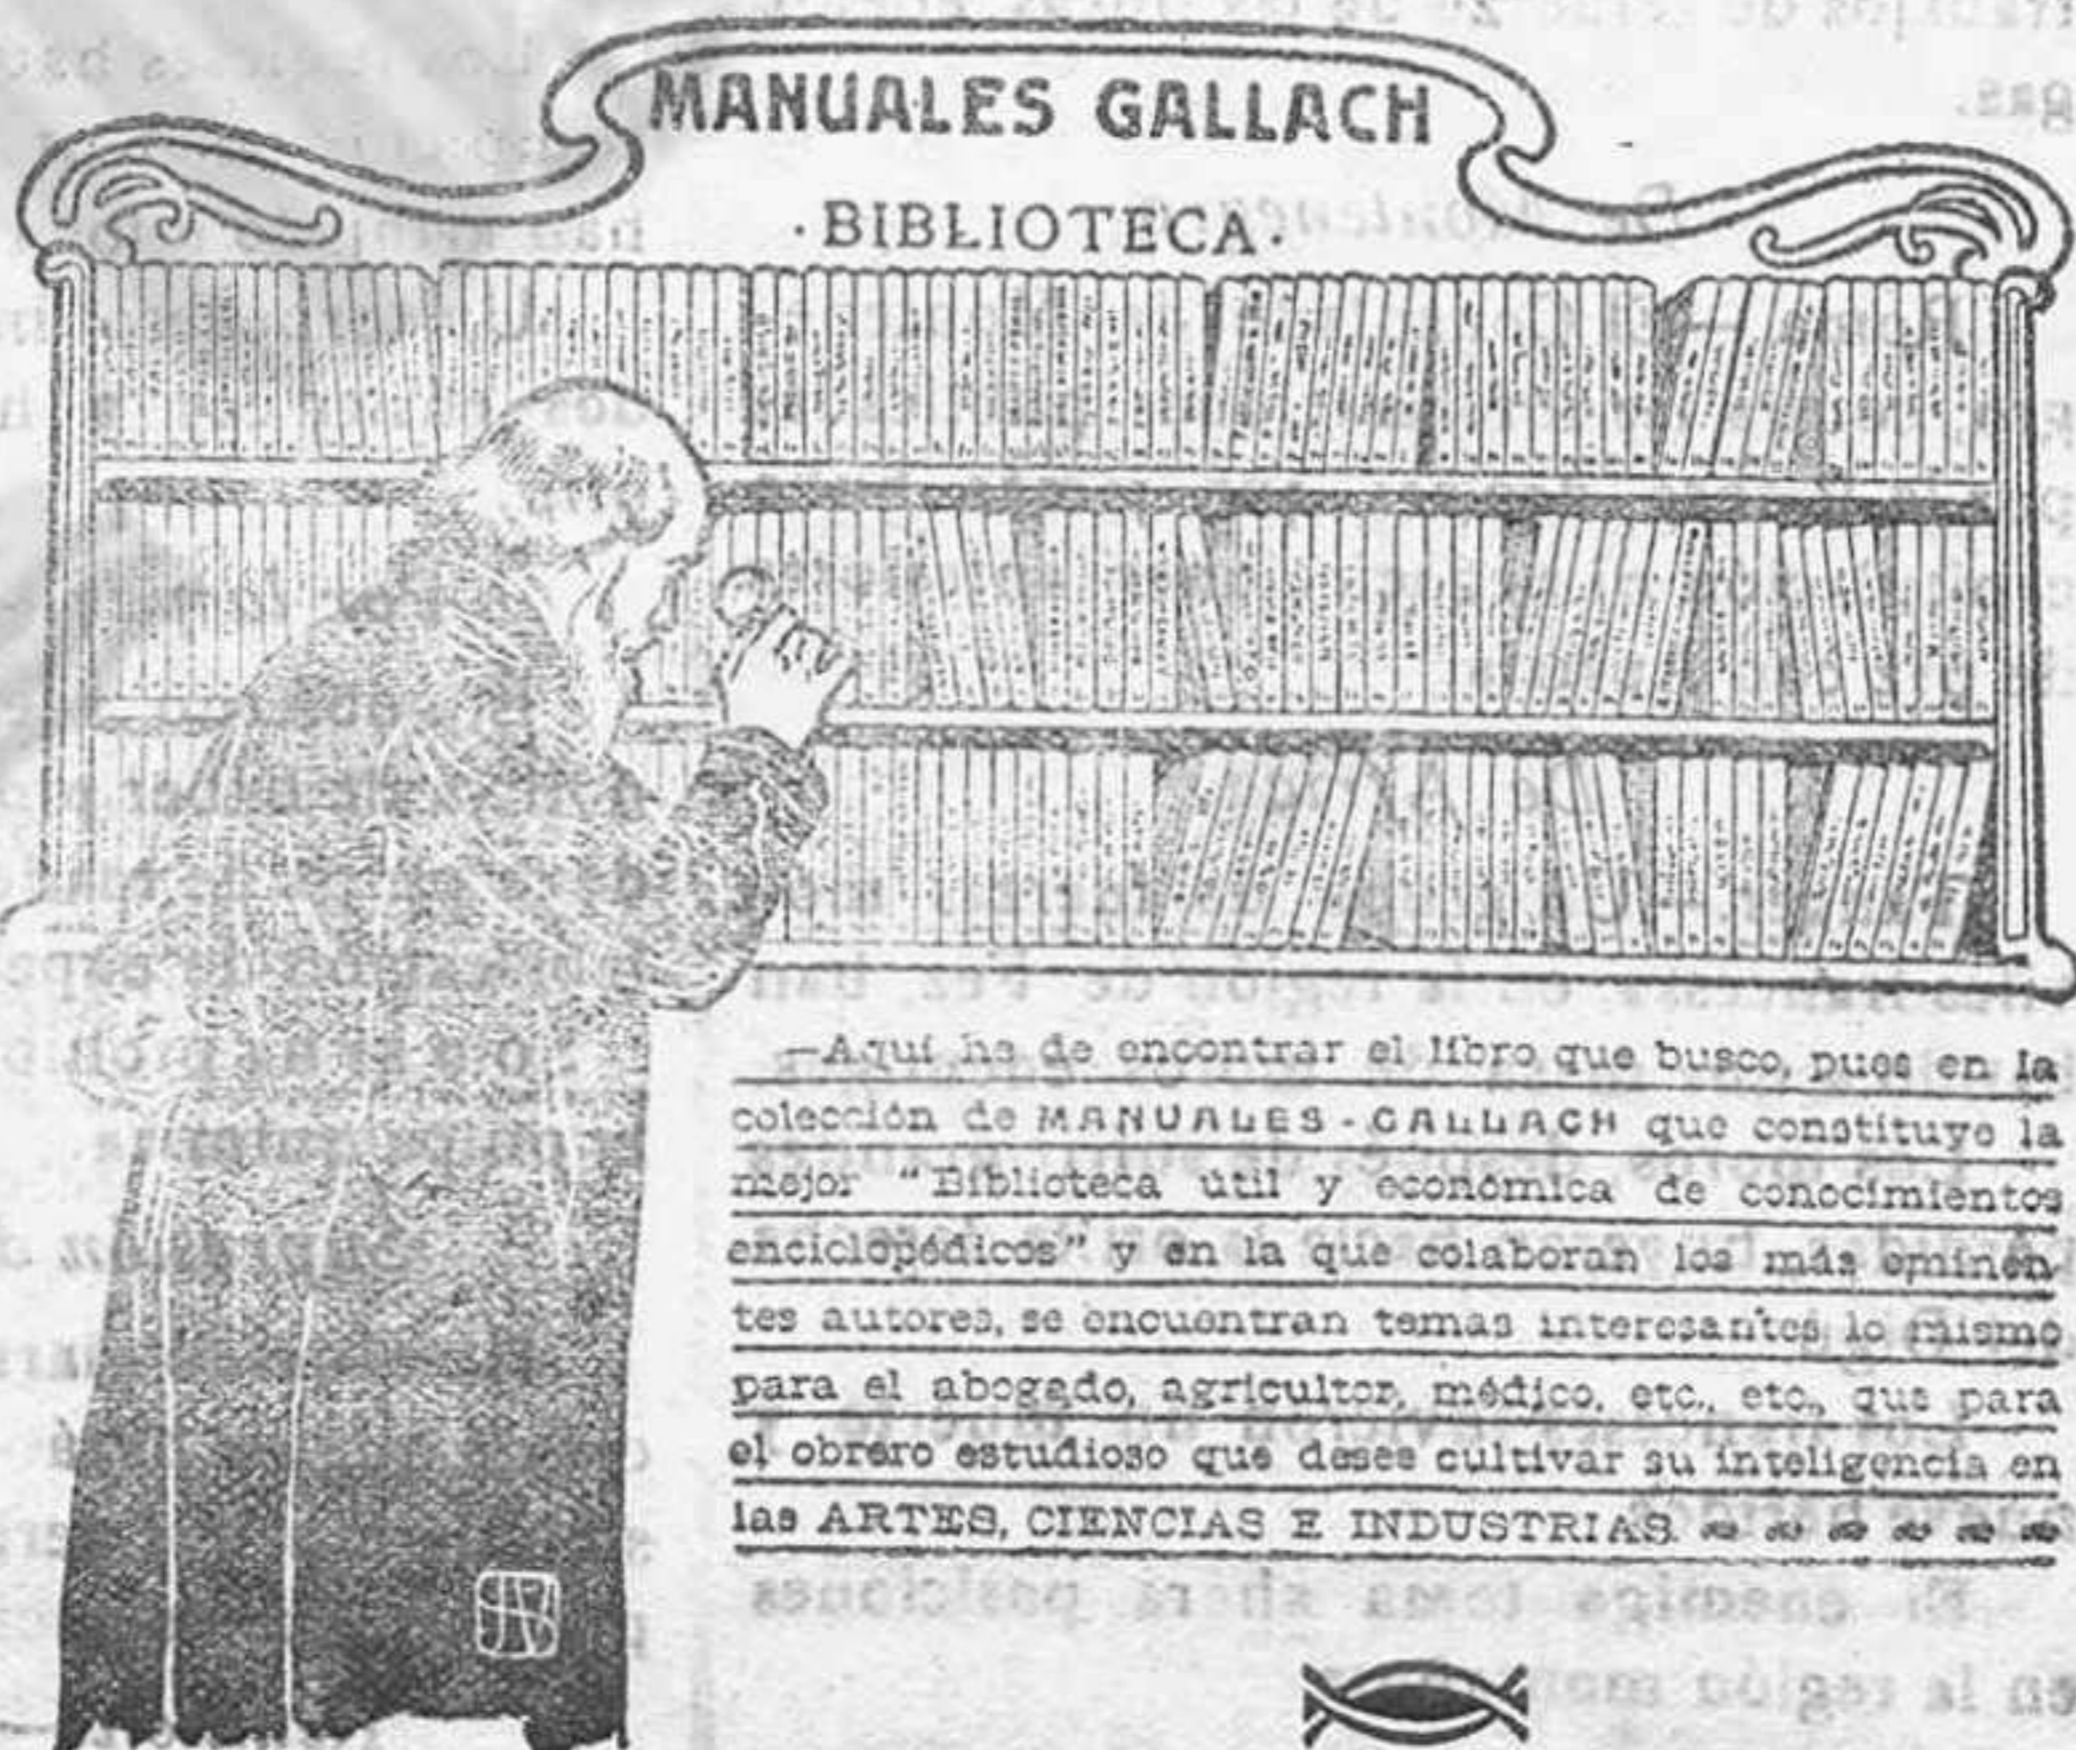 MANUALES GALLACH
· BIBLIOTECA ·
—Aquí he de encontrar el libro que busco, pues en la
colección de MANUALES-GALLACH que constituye la
mejor “Biblioteca útil y económica de conocimientos
enciclopédicos” y en la que colaboran los más eminen-
tes autores, se encuentran temas interesantes lo mismo
para el abogado, agricultor, médico, etc., etc., que para
el obrero estudioso que desee cultivar su inteligencia en
las ARTES, CIENCIAS E INDUSTRIAS.